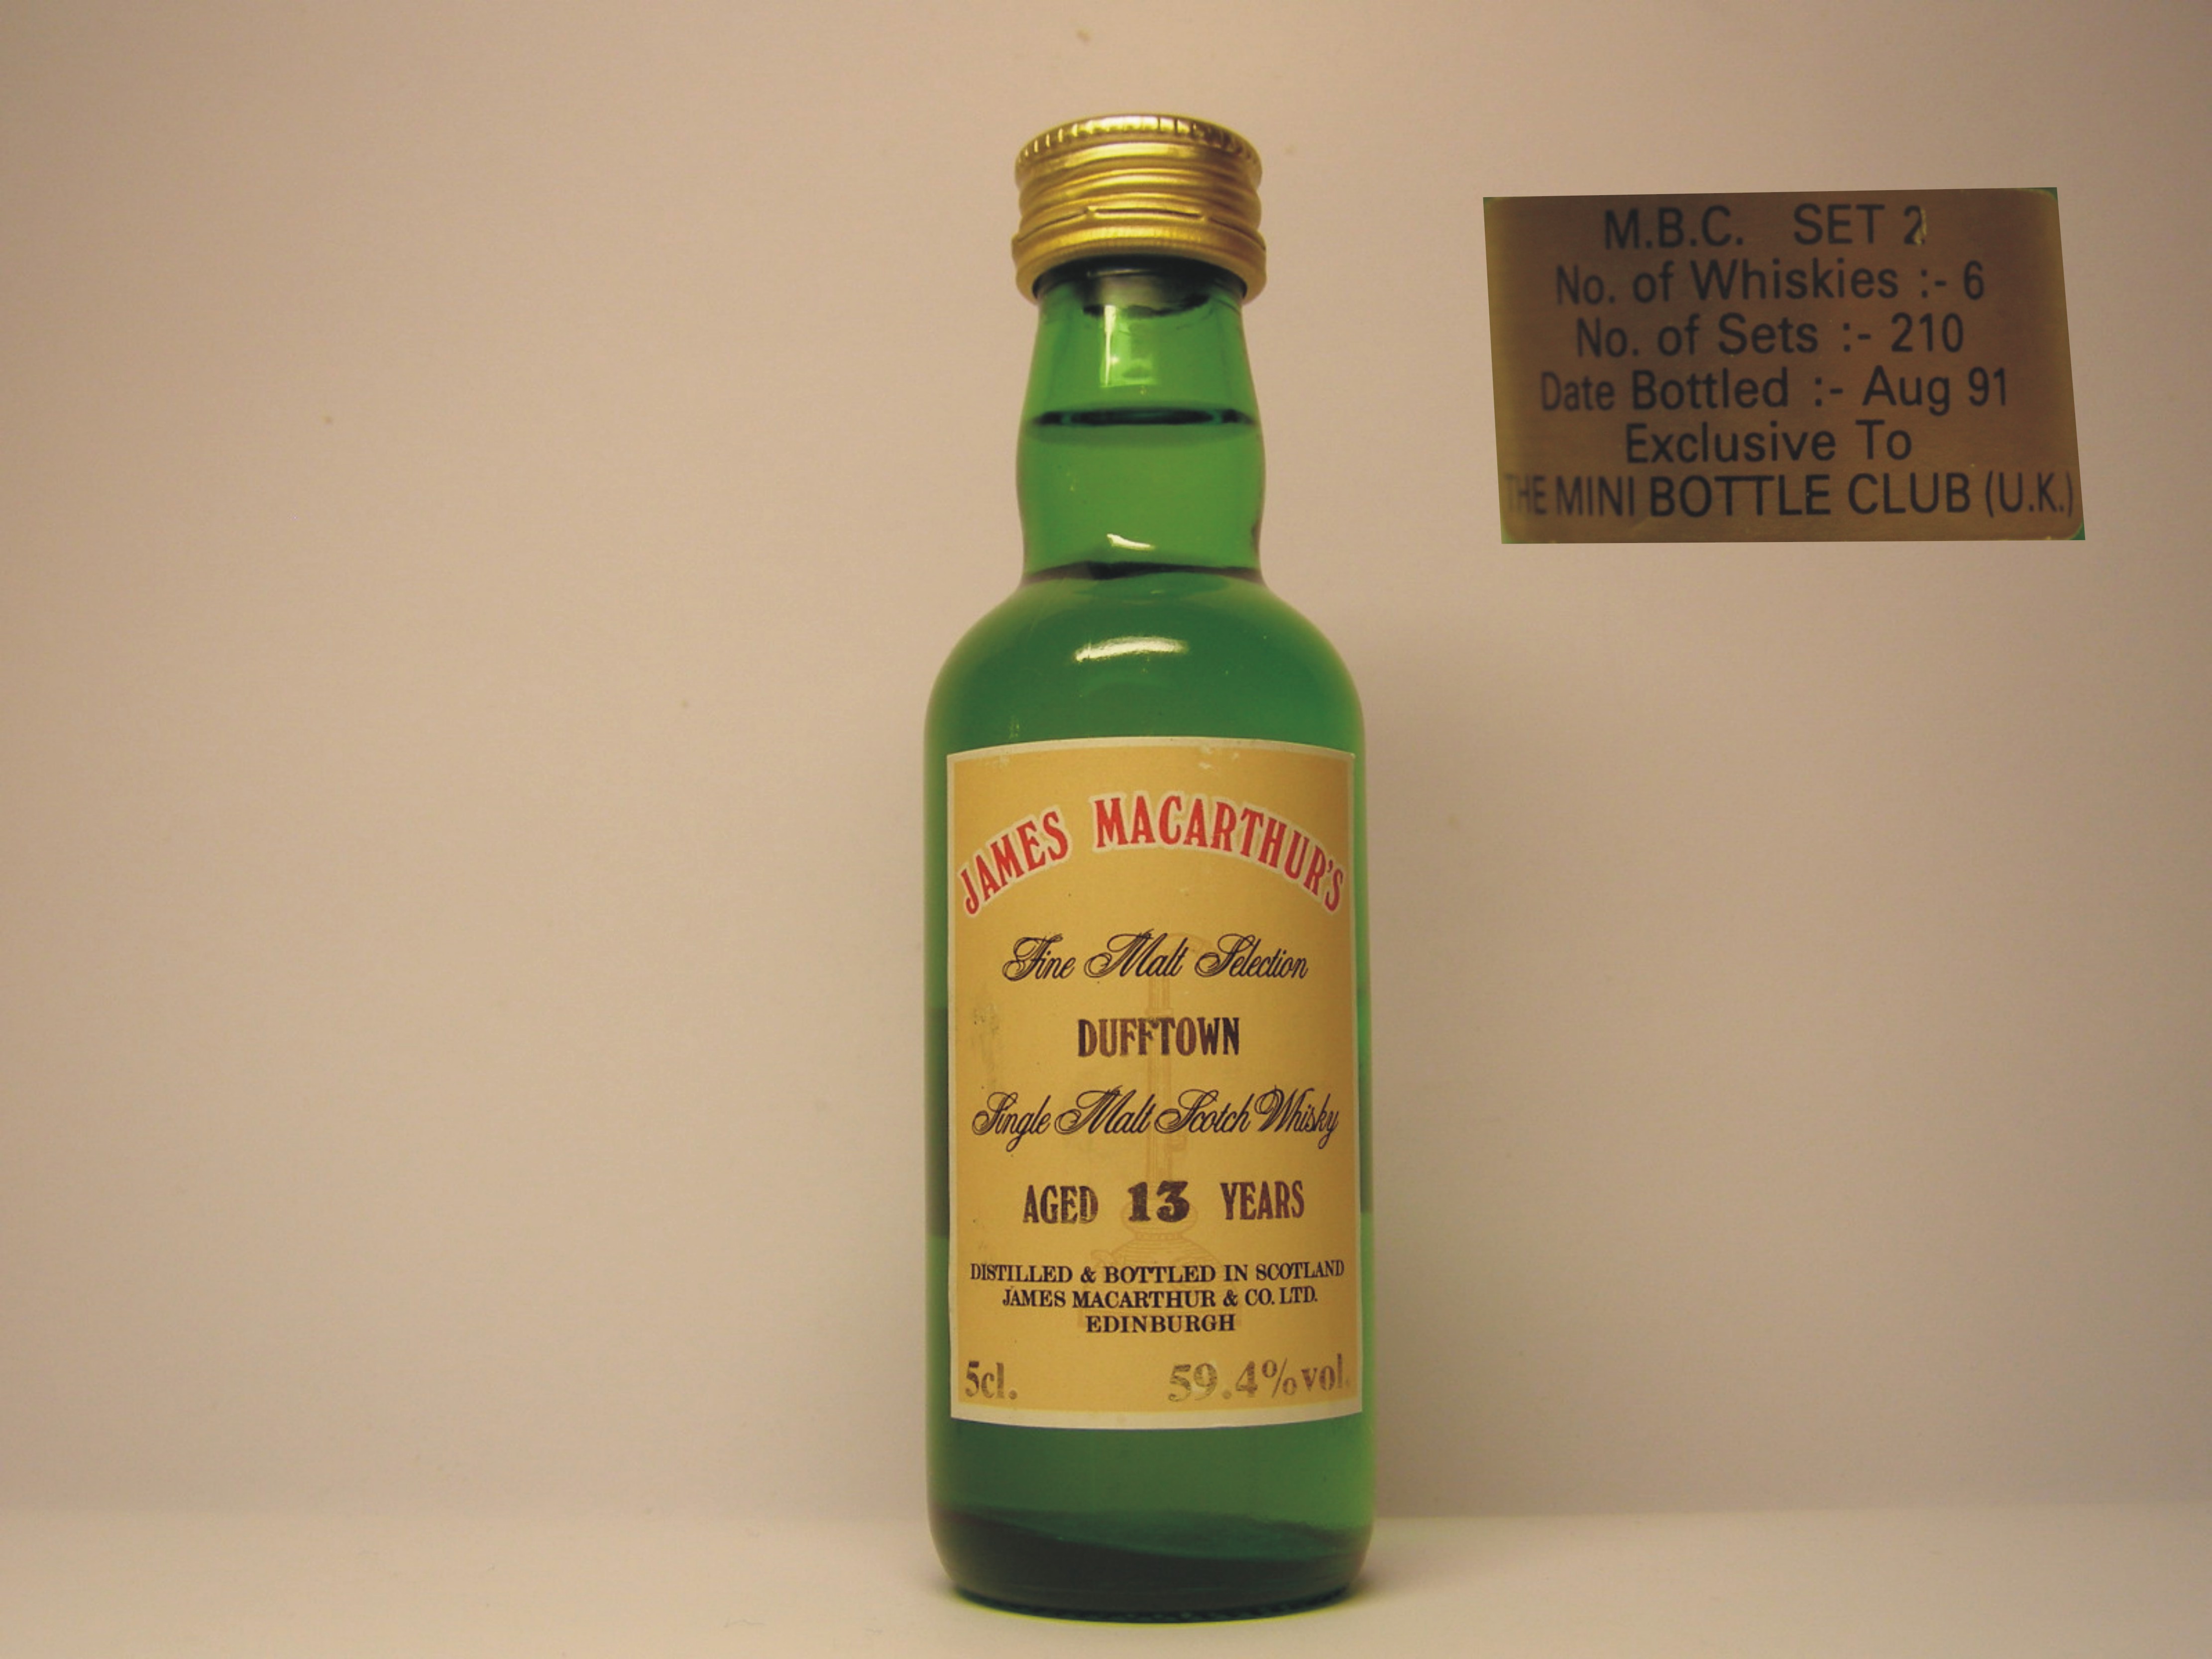 JAMES MACARTHUR'S
Fine Malt Selection
DUFFTOWN
Single Malt Scotch Whisky
AGED 13 YEARS
DISTILLED & BOTTLED IN SCOTLAND
JAMES MACARTHUR & CO. LTD.
EDINBURGH
5cl. 59.4% vol.
M.B.C. SET 2
No. of Whiskies :- 6
No. of Sets :- 210
Date Bottled :- Aug 91
Exclusive To
THE MINI BOTTLE CLUB (U.K.)